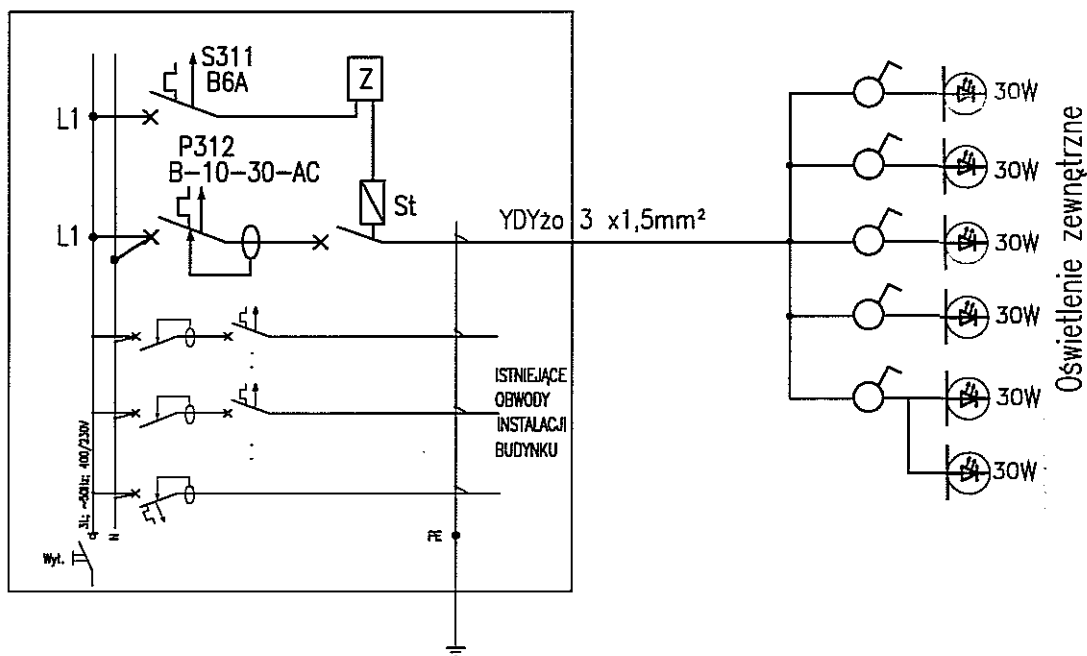 S311
B6A
Z
L1
P312
B-10-30-AC
St
L1
YDYżo 3 x1,5mm²
ISTNIEJĄCE
OBWODY
INSTALACJI
BUDYNKU
3L; ~50Hz; 400/230V
N
PE
Wył.
30W
30W
30W
30W
30W
30W
Oświetlenie zewnętrzne